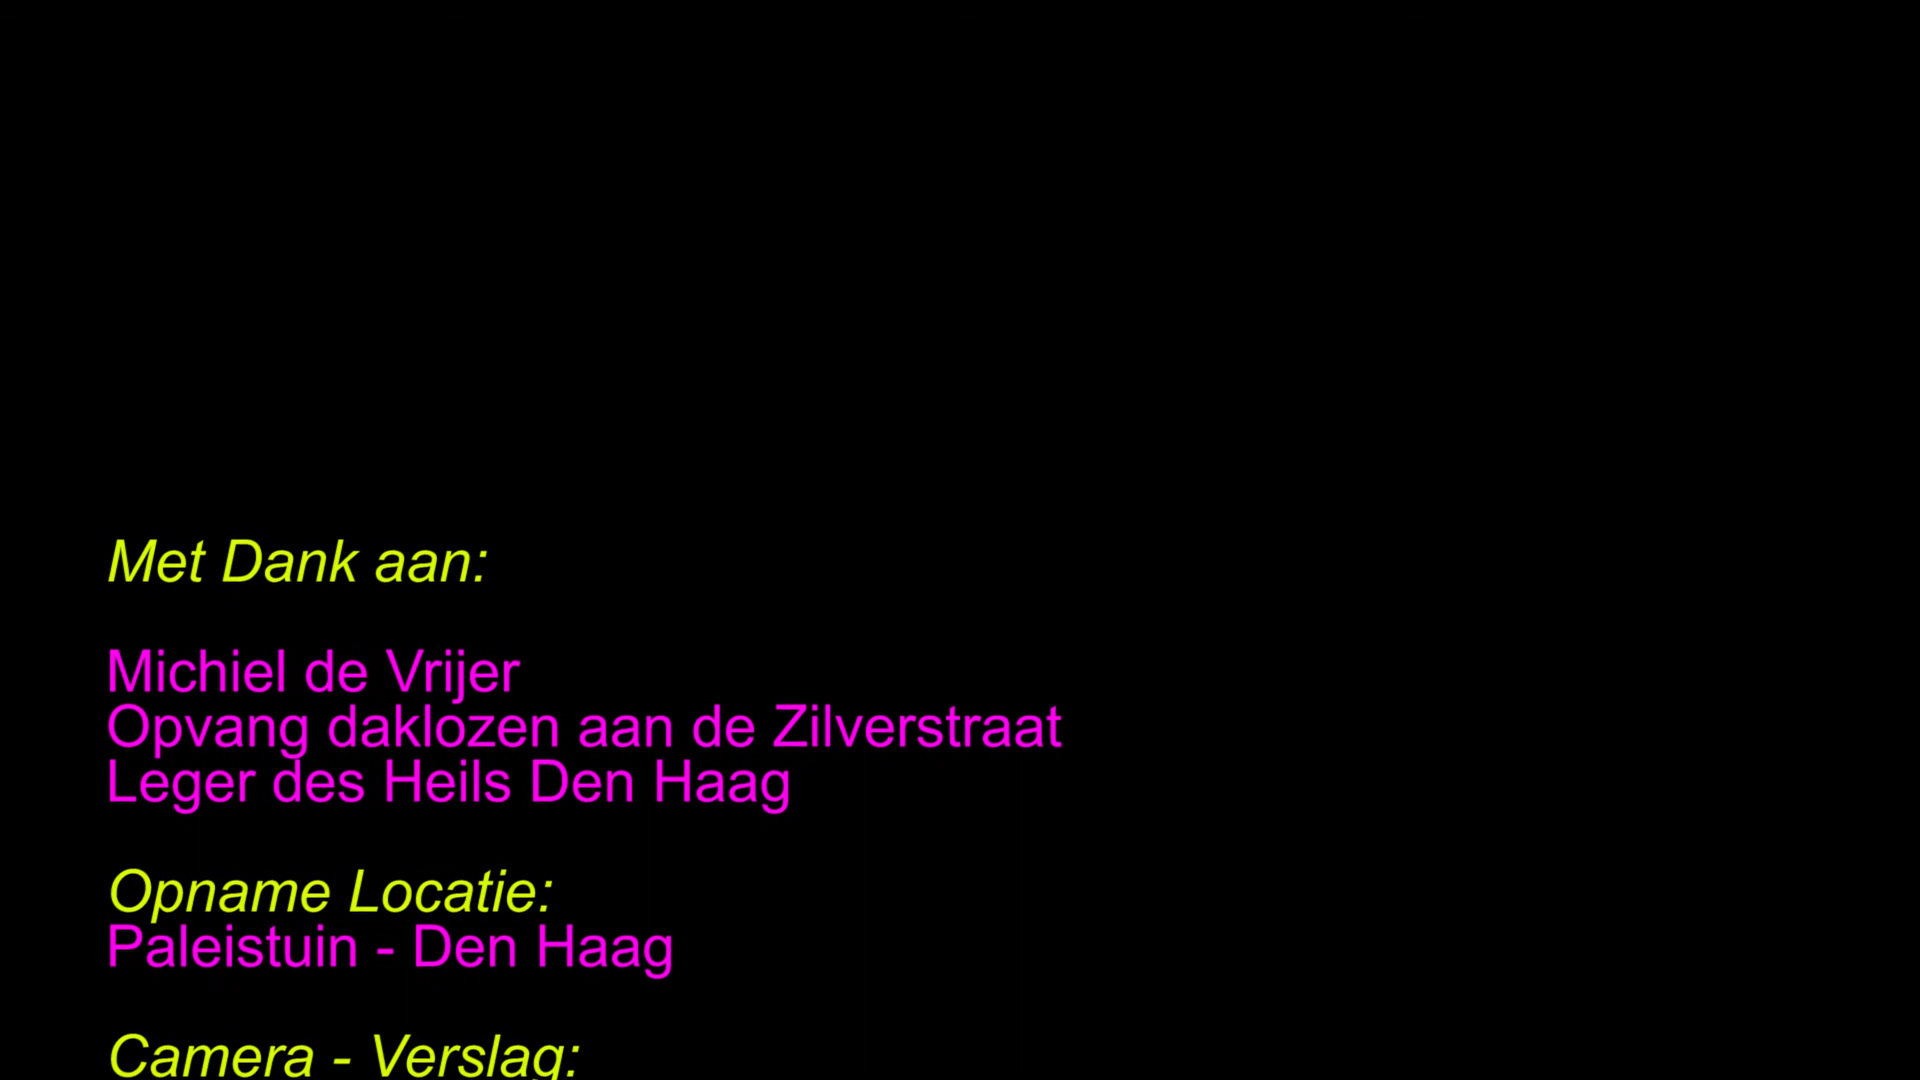 Met Dank aan:
Michiel de Vrijer
Opvang daklozen aan de Zilverstraat
Leger des Heils Den Haag
Opname Locatie:
Paleistuin - Den Haag
Camera - Verslag: